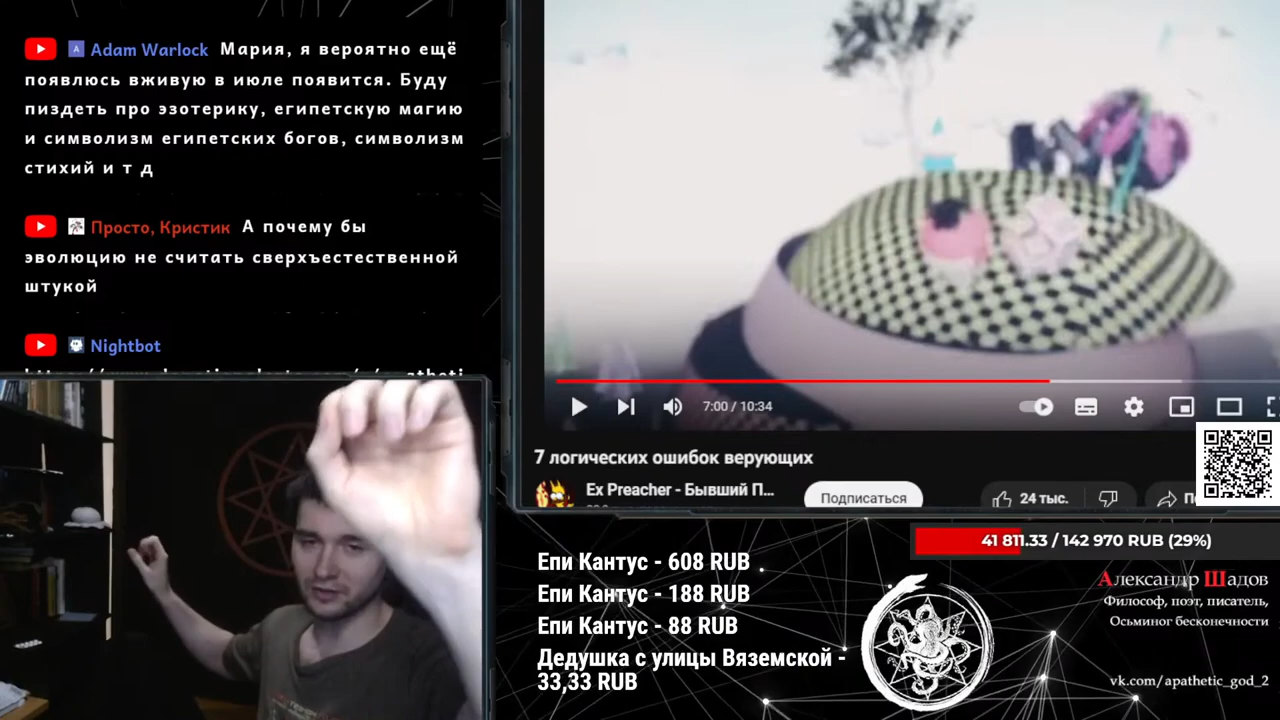 Adam Warlock Мария, я вероятно ещё
появлюсь вживую в июле появится. Буду
пиздеть про эзотерику, египетскую магию
и символизм египетских богов, символизм
стихий и т д
Просто, Кристик А почему бы
эволюцию не считать сверхъестественной
штукой
Nightbot
7:00 / 10:34
7 логических ошибок верующих
Ex Preacher - Бывший П...
Подписаться
24 тыс.
41 811.33 / 142 970 RUB (29%)
Епи Кантус - 608 RUB
Епи Кантус - 188 RUB
Епи Кантус - 88 RUB
Дедушка с улицы Вяземской -
33,33 RUB
Александр Шадов
Философ, поэт, писатель,
Осьминог бесконечности
vk.com/apathetic_god_2